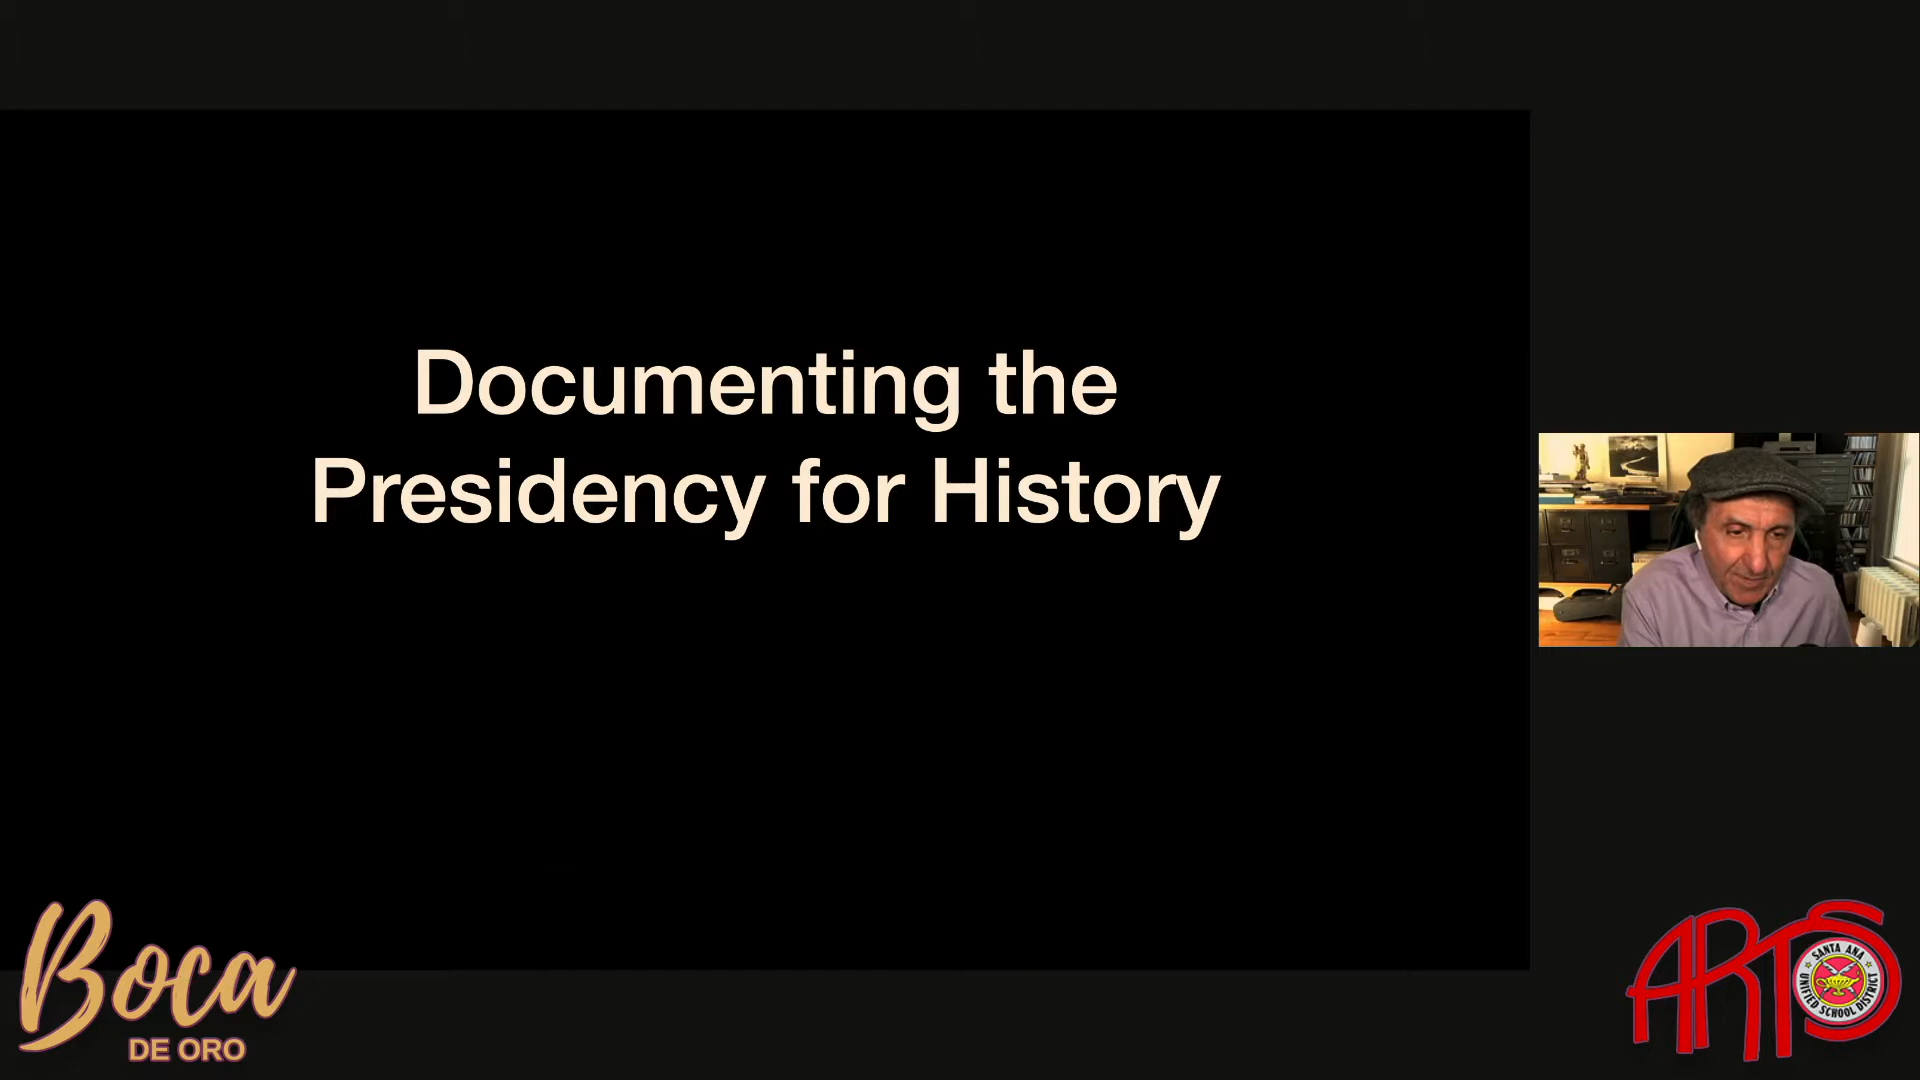 Documenting the
Presidency for History
Boca
DE ORO
ARTS
SANTA ANA
UNIFIED SCHOOL DISTRICT